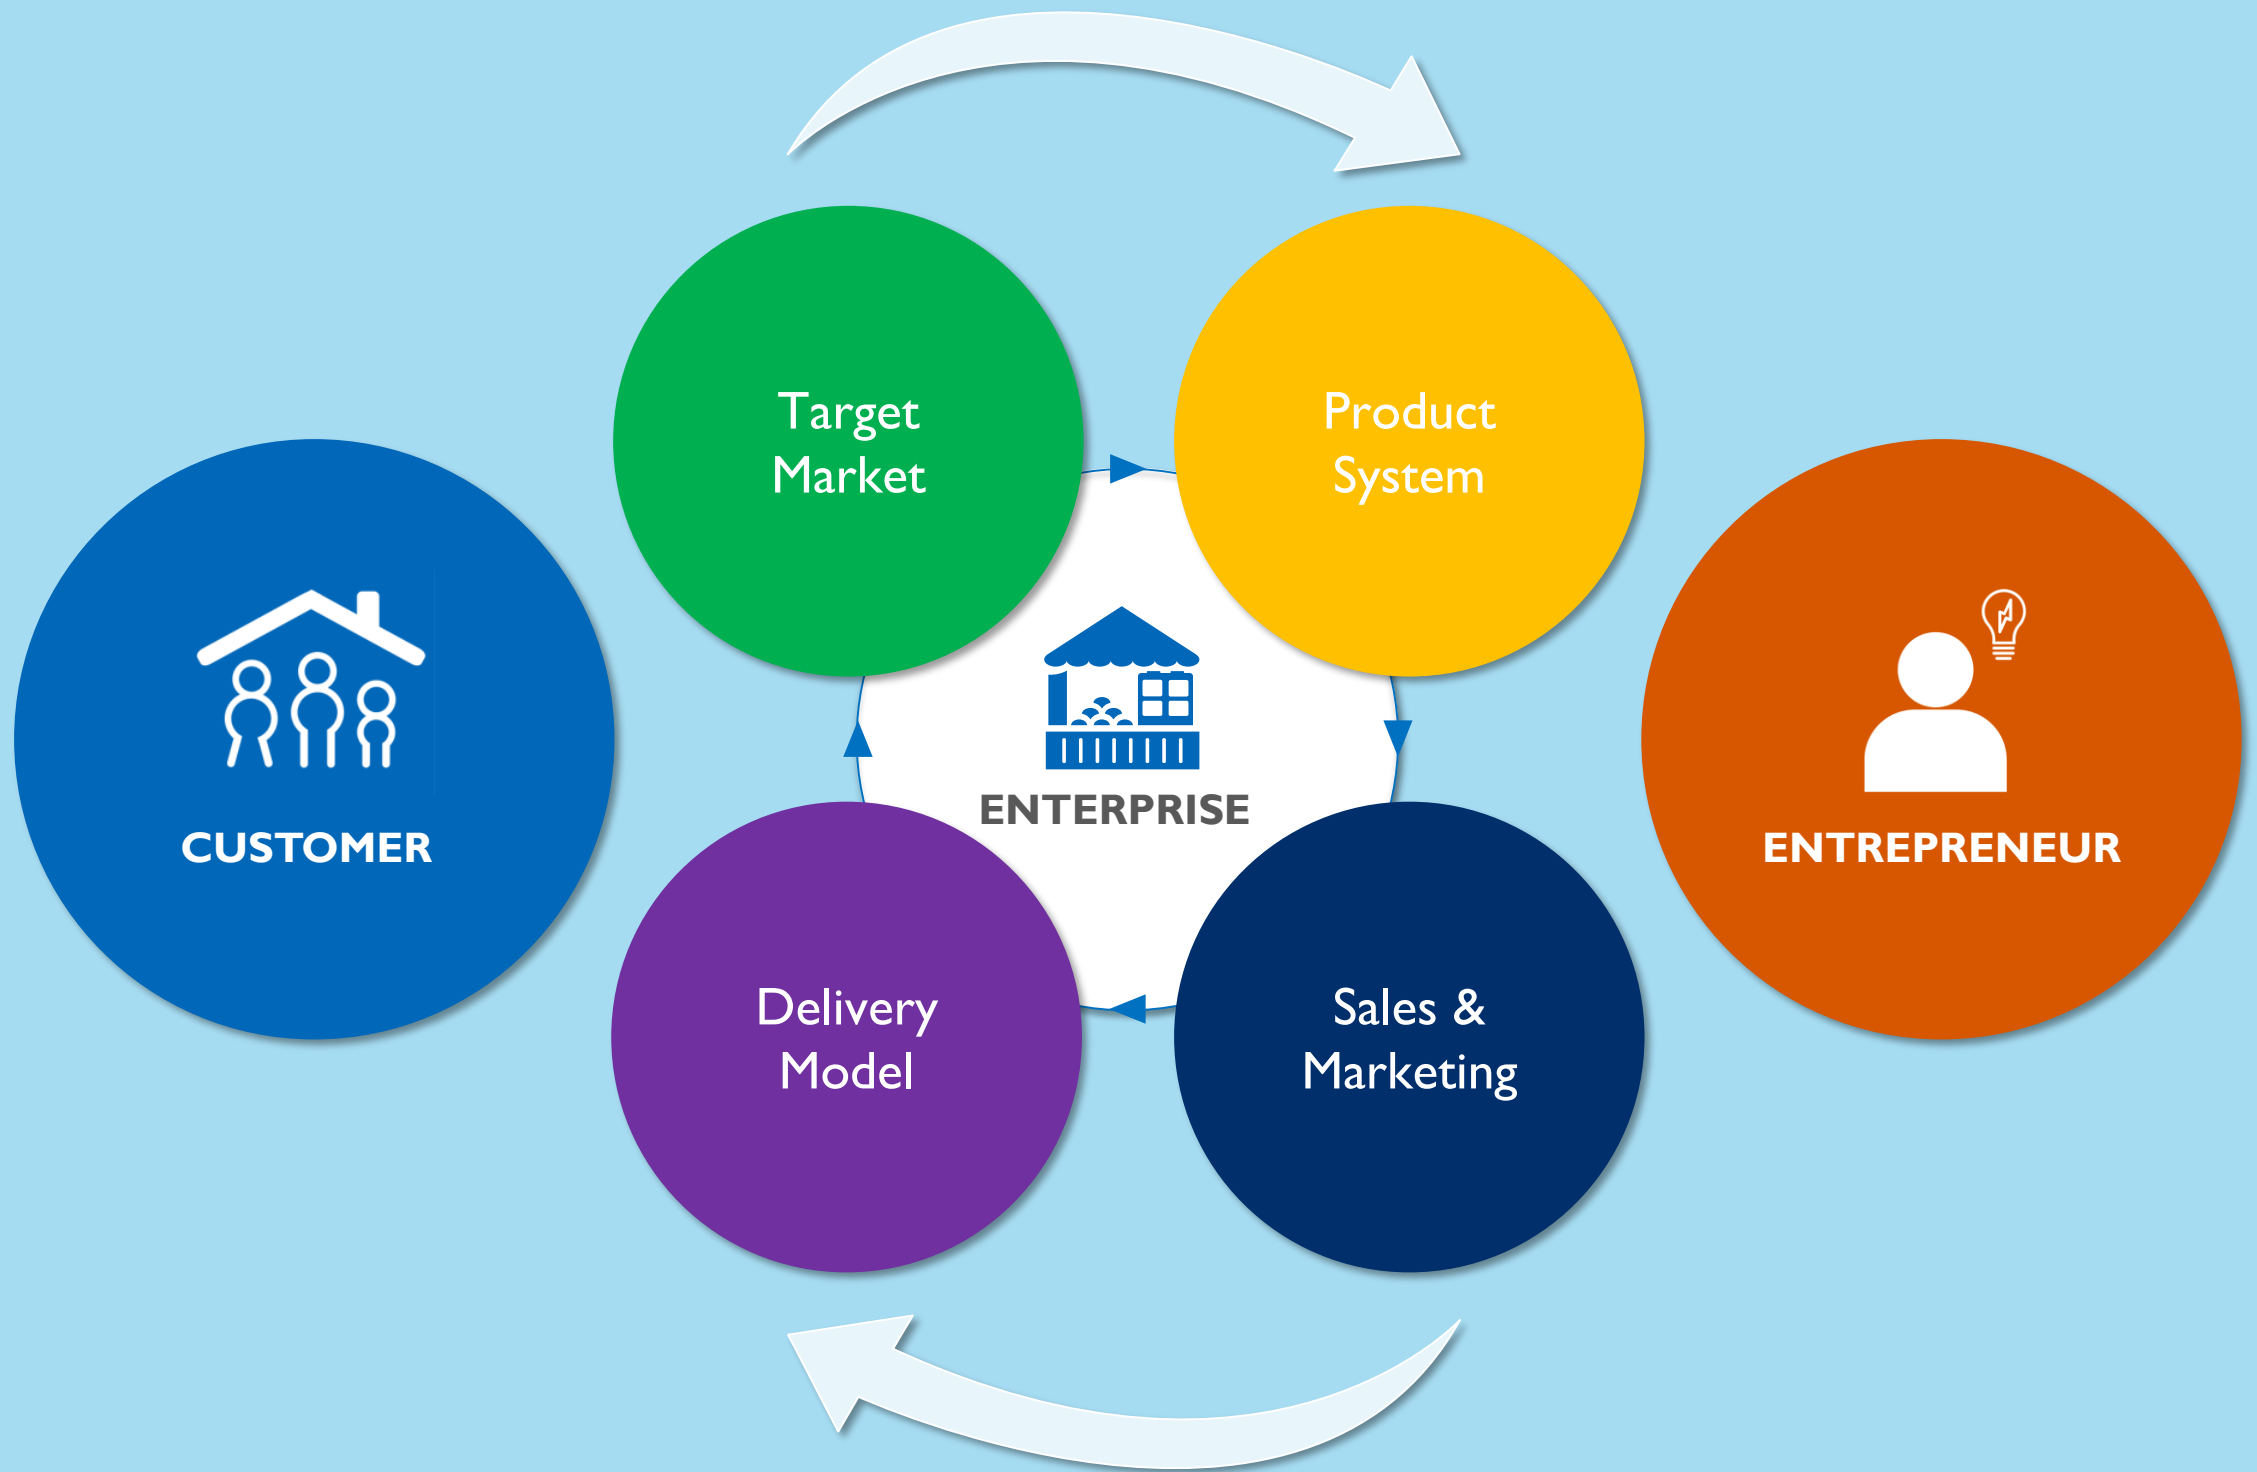 Target
Market
Product
System
CUSTOMER
ENTERPRISE
ENTREPRENEUR
Delivery
Model
Sales &
Marketing